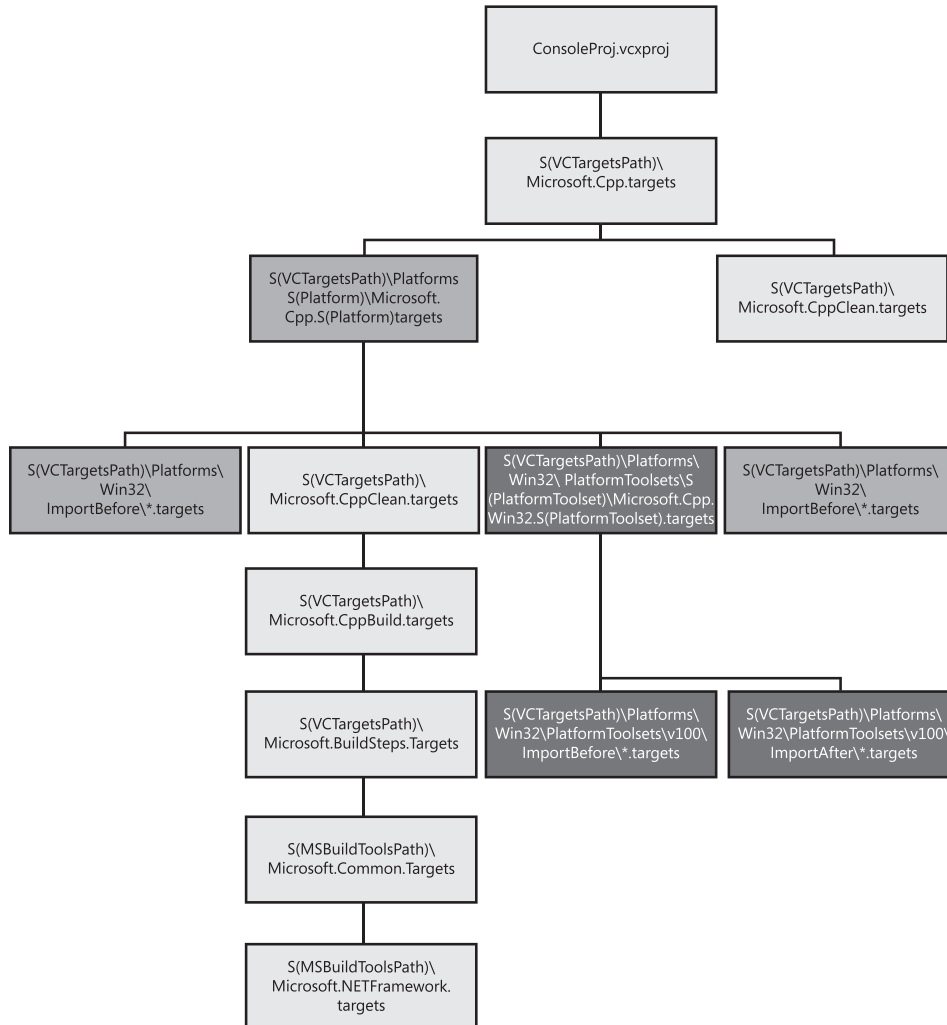 ConsoleProj.vcxproj
S(VCTargetsPath)\
Microsoft.Cpp.targets
S(VCTargetsPath)\Platforms
S(Platform)\Microsoft.
Cpp.S(Platform)targets
S(VCTargetsPath)\
Microsoft.CppClean.targets
S(VCTargetsPath)\Platforms\
Win32\
ImportBefore\*.targets
S(VCTargetsPath)\
Microsoft.CppClean.targets
S(VCTargetsPath)\Platforms\
Win32\ PlatformToolsets\S
(PlatformToolset)\Microsoft.Cpp.
Win32.S(PlatformToolset).targets
S(VCTargetsPath)\Platforms\
Win32\
ImportBefore\*.targets
S(VCTargetsPath)\
Microsoft.CppBuild.targets
S(VCTargetsPath)\
Microsoft.BuildSteps.Targets
S(VCTargetsPath)\Platforms\
Win32\PlatformToolsets\v100\
ImportBefore\*.targets
S(VCTargetsPath)\Platforms\
Win32\PlatformToolsets\v100\
ImportAfter\*.targets
S(MSBuildToolsPath)\
Microsoft.Common.Targets
S(MSBuildToolsPath)\
Microsoft.NETFramework.
targets